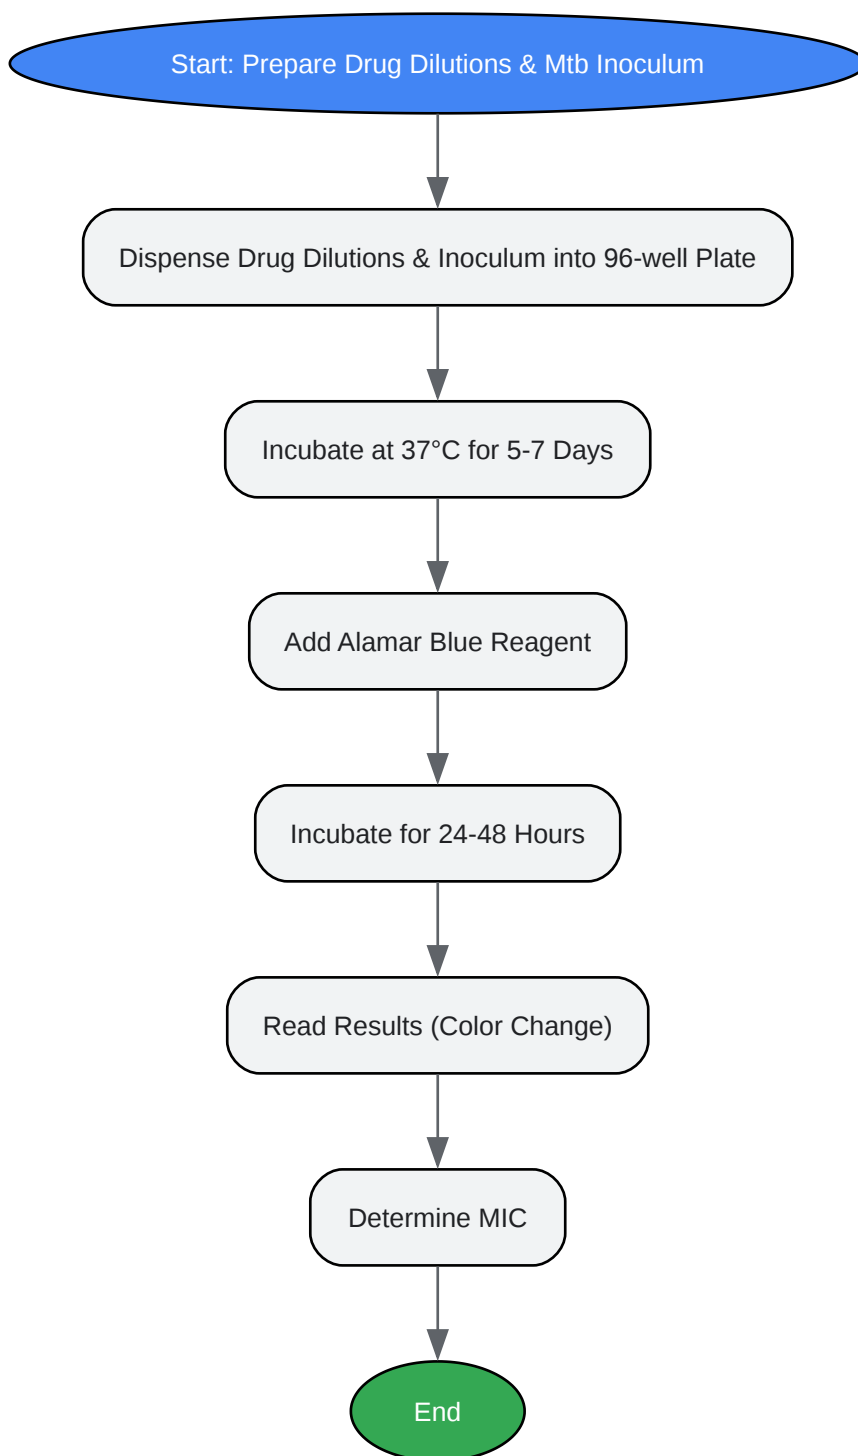 Start: Prepare Drug Dilutions & Mtb Inoculum
Dispense Drug Dilutions & Inoculum into 96-well Plate
Incubate at 37°C for 5-7 Days
Add Alamar Blue Reagent
Incubate for 24-48 Hours
Read Results (Color Change)
Determine MIC
End